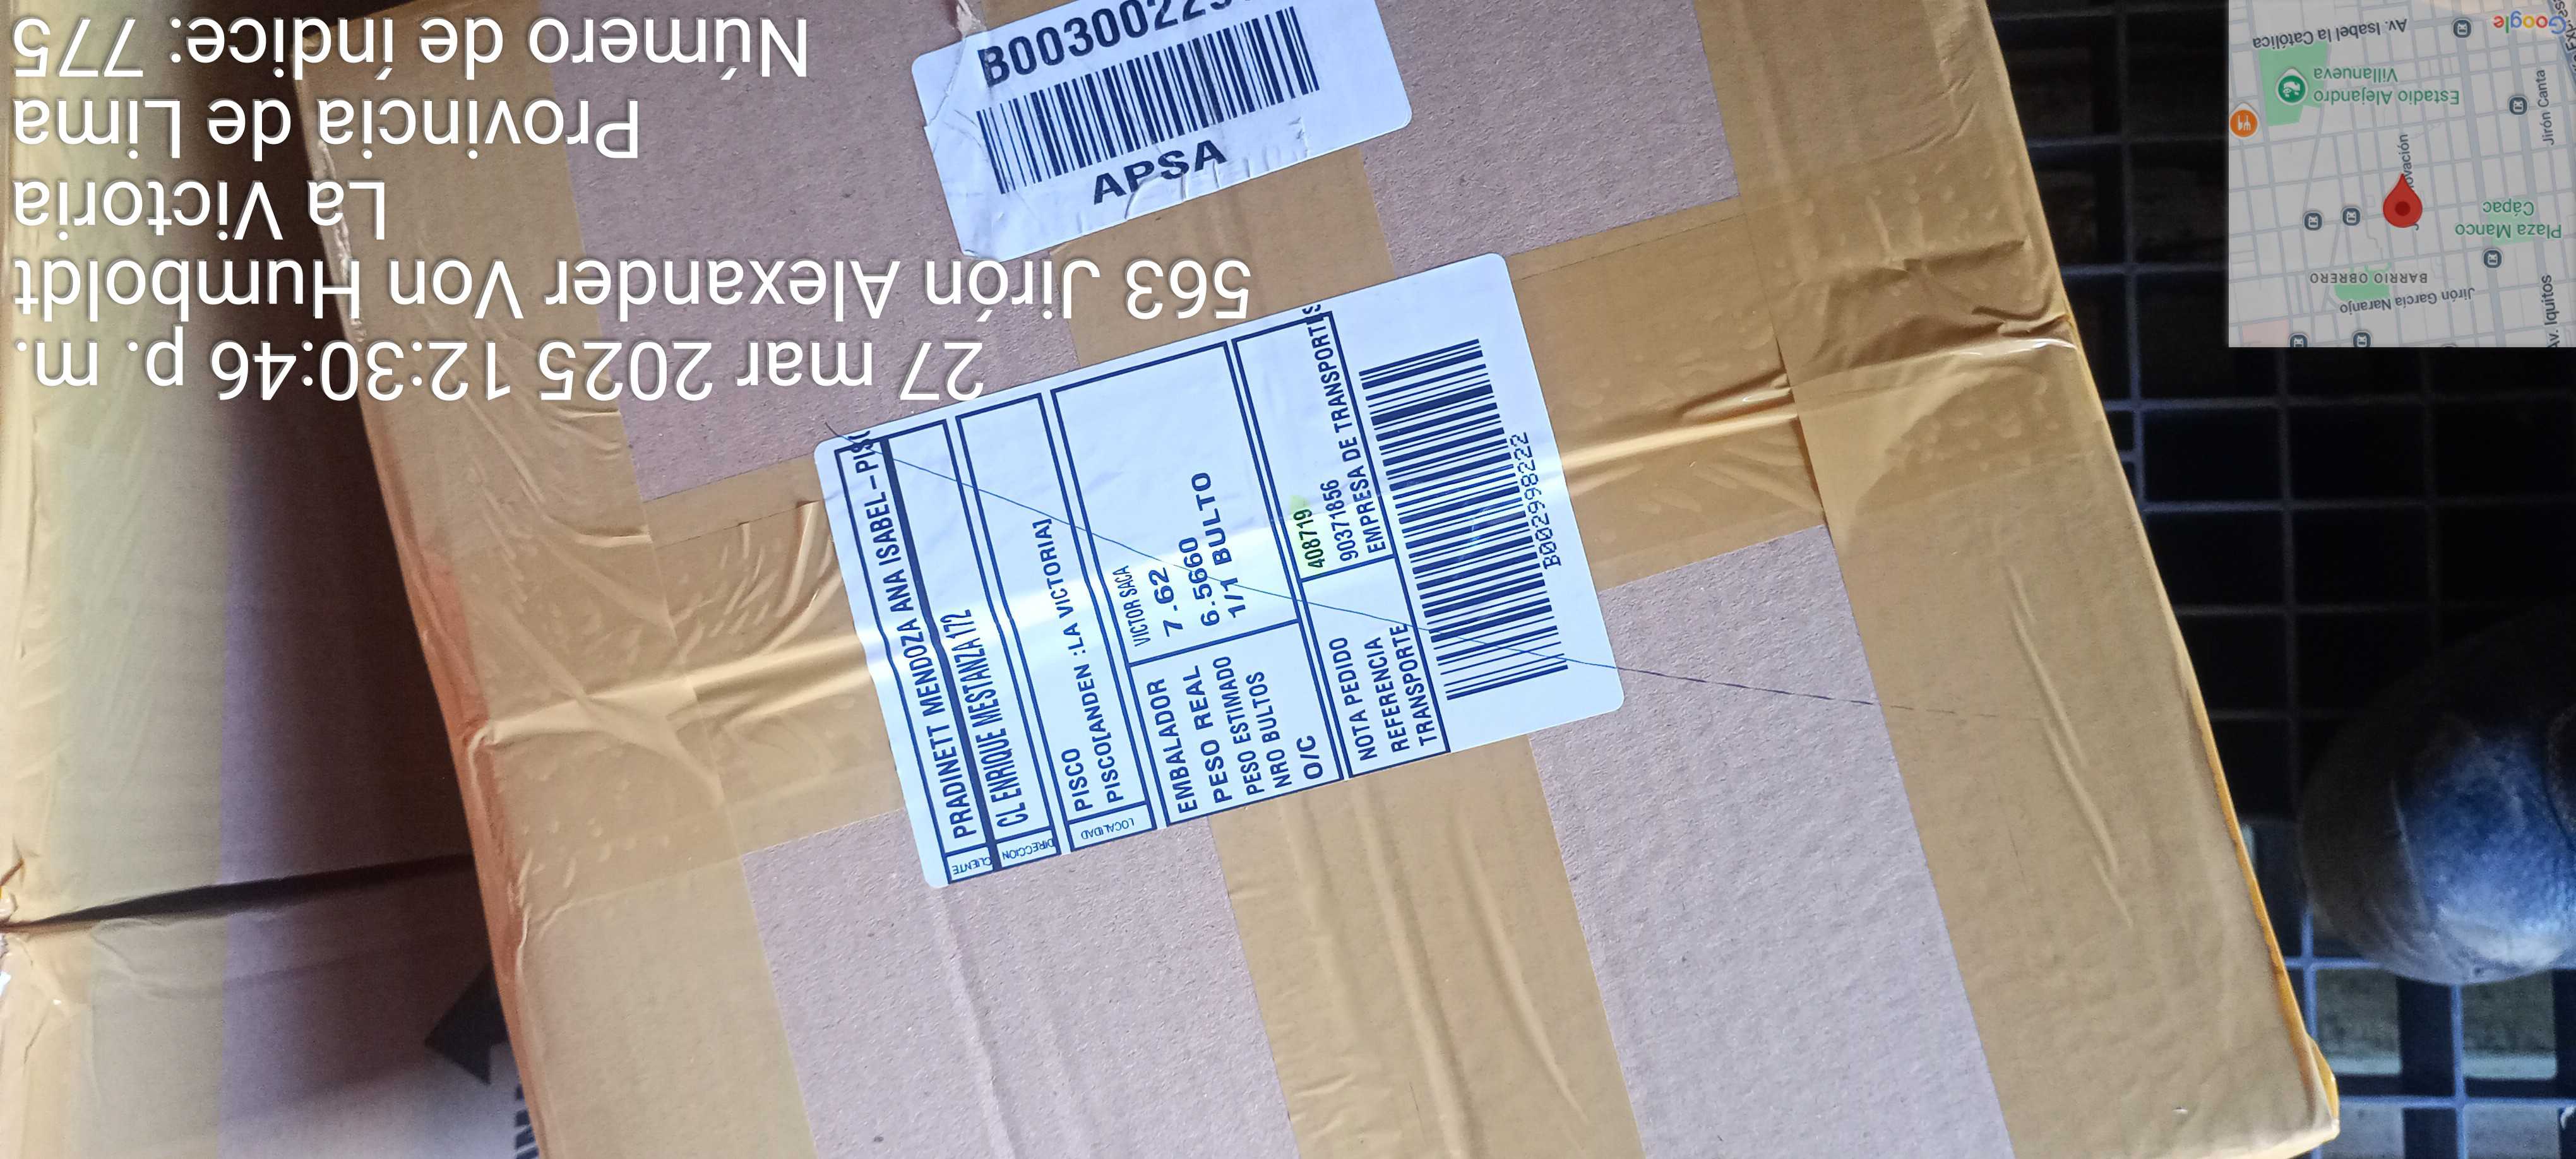 27 mar 2025 12:30:46 p. m.
563 Jirón Alexander Von Humboldt
La Victoria
Provincia de Lima
Número de índice: 775
APSA
CLIENTE
PRADINETT MENDOZA ANA ISABEL-PIS
DIRECCION
CL ENRIQUE MESTANZA 172
LOCALIDAD
PISCO
PISCO[ANDEN :LA VICTORIA]
EMBALADOR VICTOR SACA
PESO REAL 7.62
PESO ESTIMADO 6.5660
NRO BULTOS 1/1 BULTO
O/C
NOTA PEDIDO 408719
REFERENCIA 90371856
TRANSPORTE EMPRESA DE TRANSPORTES
B002998222
Av. Iquitos
Jirón García Naranjo
BARRIO OBRERO
Plaza Manco
Cápac
Jirón Canta
Estadio Alejandro
Villanueva
Av. Isabel la Católica
Google